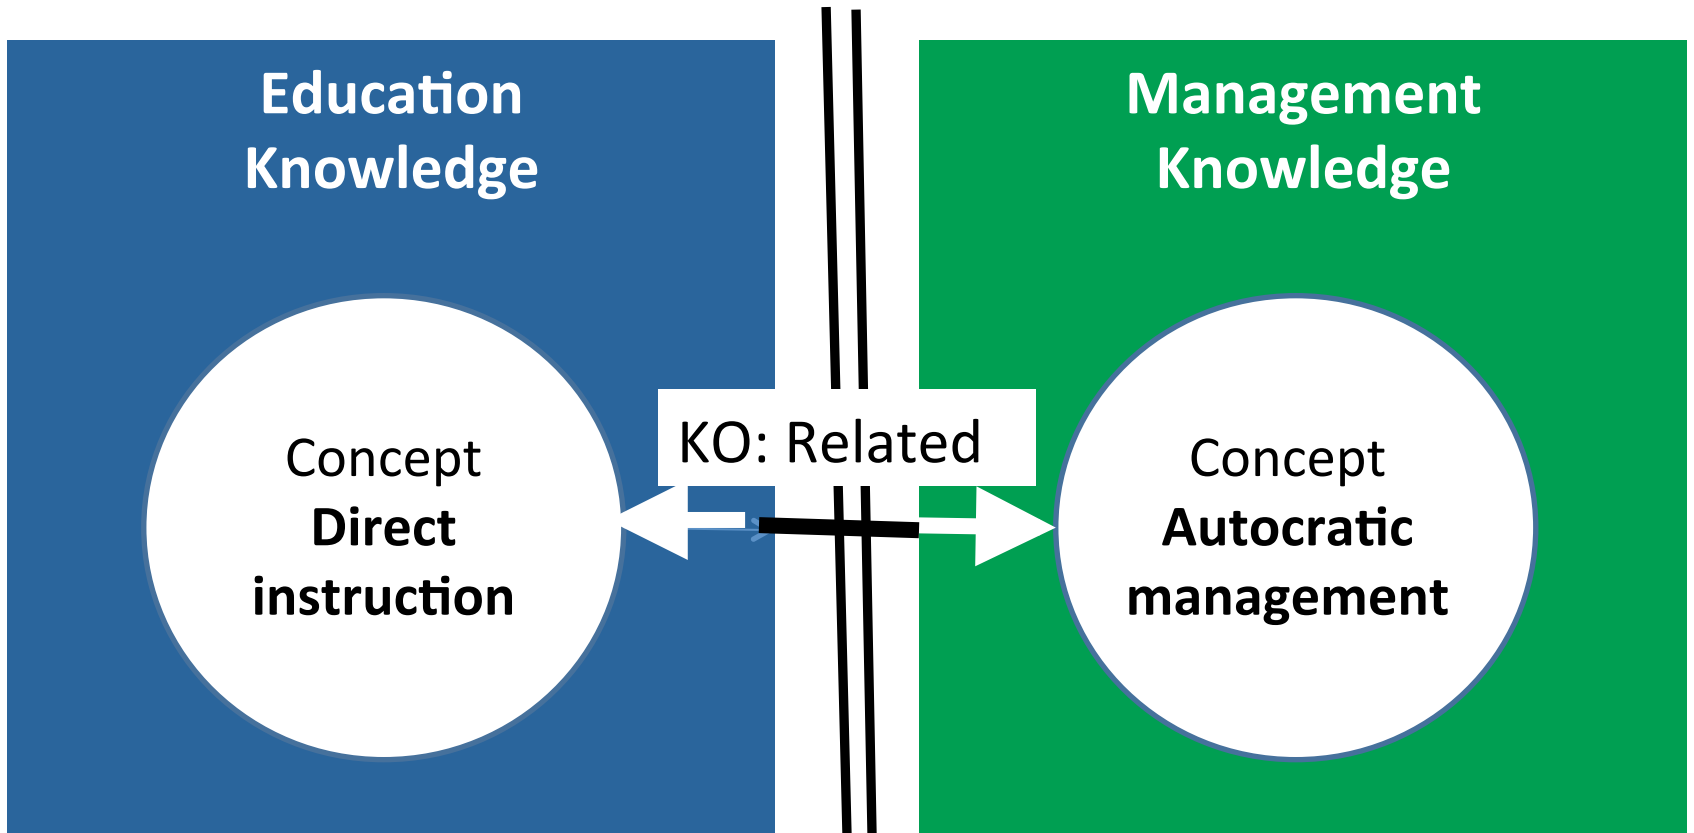 Education
Knowledge
Management
Knowledge
KO: Related
Concept
Direct
instruction
Concept
Autocratic
management